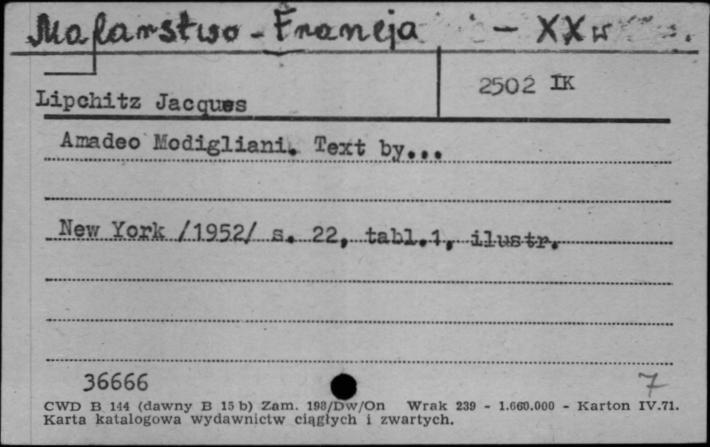 Malarstwo - Francja - XX w.
2502 IK
Lipchitz Jacques
Amadeo Modigliani. Text by...
New York /1952/ s. 22, tabl.1, ilustr.
36666
7
CWD B 144 (dawny B 15 b) Zam. 198/Dw/On Wrak 239 - 1.660.000 - Karton IV.71.
Karta katalogowa wydawnictw ciągłych i zwartych.